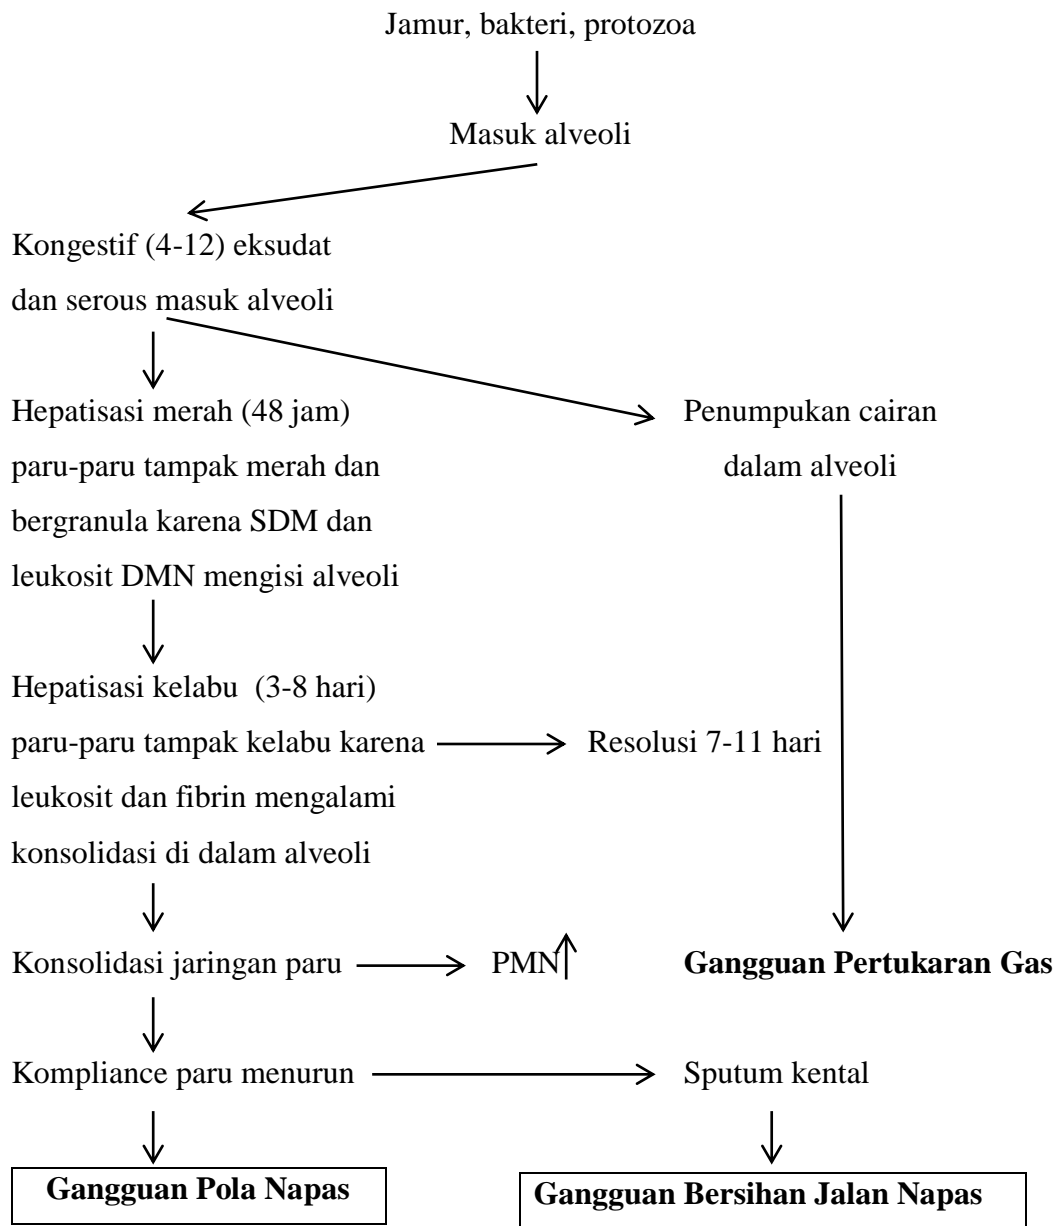 Jamur, bakteri, protozoa
Masuk alveoli
Kongestif (4-12) eksudat
dan serous masuk alveoli
Hepatisasi merah (48 jam)
paru-paru tampak merah dan
bergranula karena SDM dan
leukosit DMN mengisi alveoli
Penumpukan cairan
dalam alveoli
Hepatisasi kelabu (3-8 hari)
paru-paru tampak kelabu karena
leukosit dan fibrin mengalami
konsolidasi di dalam alveoli
Resolusi 7-11 hari
Konsolidasi jaringan paru
PMN
Gangguan Pertukaran Gas
Kompliance paru menurun
Sputum kental
Gangguan Pola Napas
Gangguan Bersihan Jalan Napas